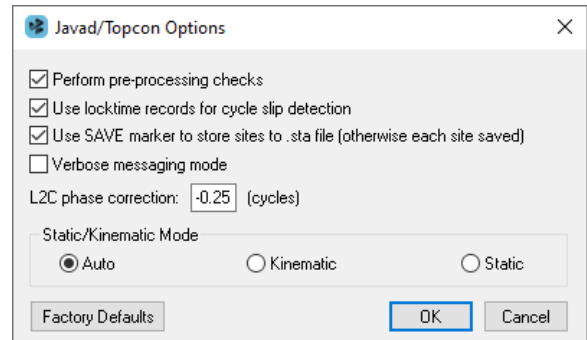 Javad/Topcon Options
Perform pre-processing checks
Use locktime records for cycle slip detection
Use SAVE marker to store sites to .sta file (otherwise each site saved)
Verbose messaging mode
L2C phase correction: -0.25 (cycles)
Static/Kinematic Mode
Auto Kinematic Static
Factory Defaults OK Cancel